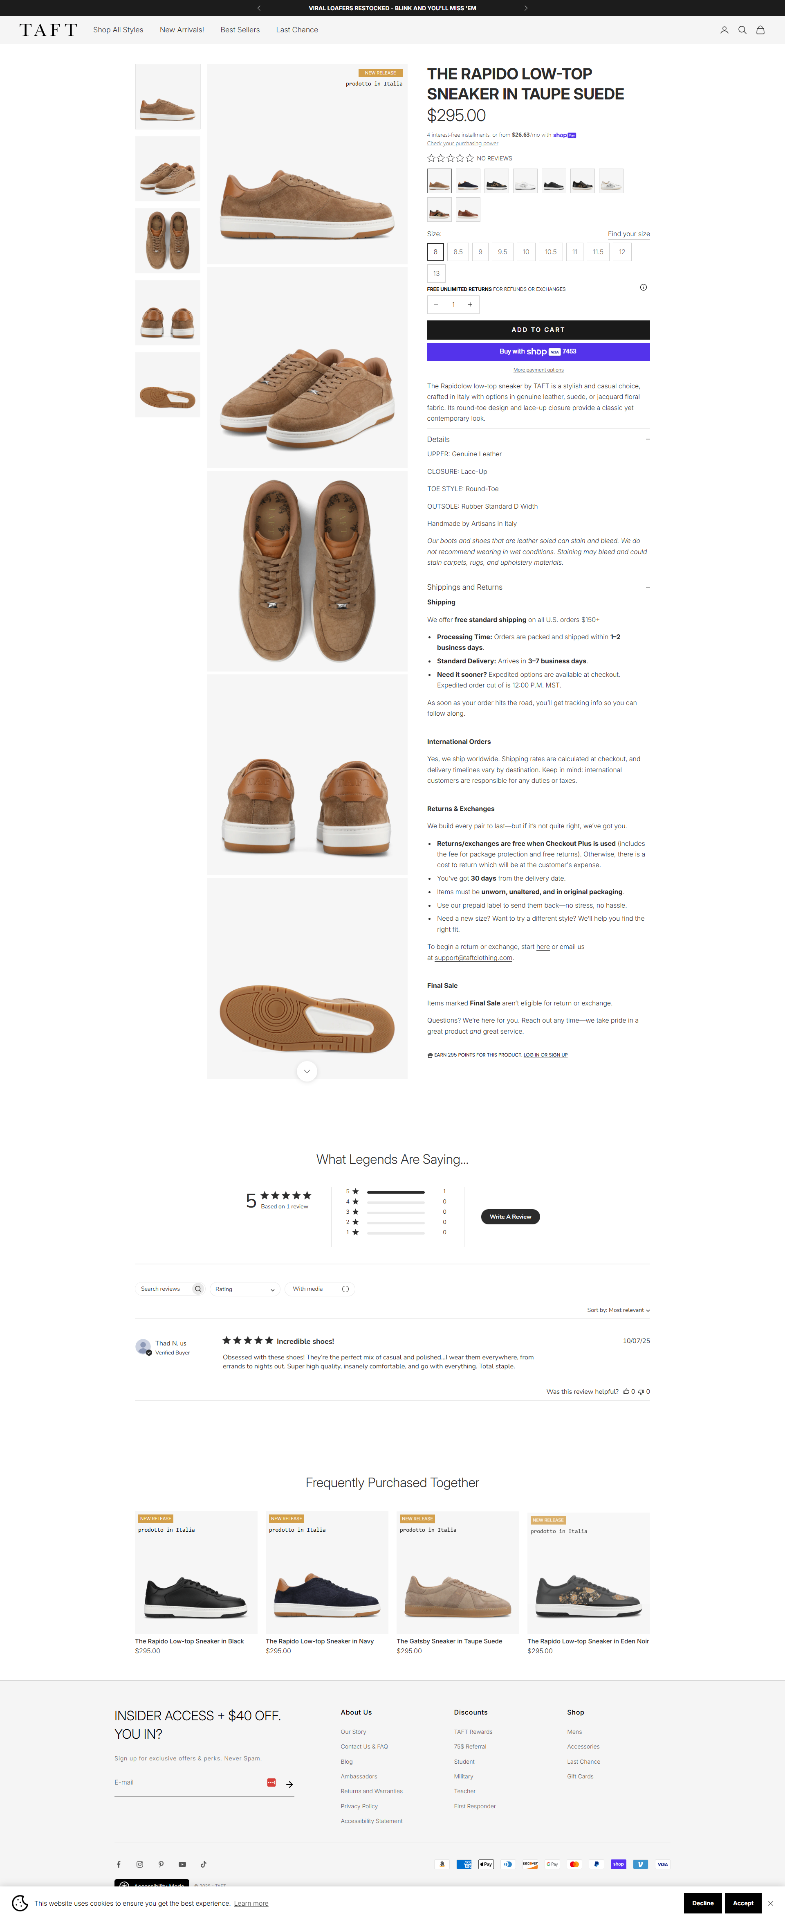 VIRAL LOAFERS RESTOCKED - BLINK AND YOU'LL MISS 'EM
TAFT
Shop All Styles
New Arrivals!
Best Sellers
Last Chance
NEW RELEASE
prodotto in Italia
THE RAPIDO LOW-TOP
SNEAKER IN TAUPE SUEDE
$295.00
4 interest-free installments, or from $26.63/mo with shop Pay
Check your purchasing power
NO REVIEWS
Size:
Find your size
8
8.5
9
9.5
10
10.5
11
11.5
12
13
FREE UNLIMITED RETURNS FOR REFUNDS OR EXCHANGES
− 1 +
ADD TO CART
Buy with shop VISA 7463
More payment options
The Rapidolow low-top sneaker by TAFT is a stylish and casual choice,
crafted in Italy with options in genuine leather, suede, or jacquard floral
fabric. Its round-toe design and lace-up closure provide a classic yet
contemporary look.
Details
UPPER: Genuine Leather
CLOSURE: Lace-Up
TOE STYLE: Round-Toe
OUTSOLE: Rubber Standard D Width
Handmade by Artisans in Italy
Our boots and shoes that are leather soled can stain and bleed. We do
not recommend wearing in wet conditions. Staining may bleed and could
stain carpets, rugs, and upholstery materials.
Shippings and Returns
Shipping
We offer free standard shipping on all U.S. orders $150+
• Processing Time: Orders are packed and shipped within 1–2
business days.
• Standard Delivery: Arrives in 3–7 business days
• Need it sooner? Expedited options are available at checkout.
Expedited order cut of is 12:00 P.M. MST.
As soon as your order hits the road, you'll get tracking info so you can
follow along.
International Orders
Yes, we ship worldwide. Shipping rates are calculated at checkout, and
delivery timelines vary by destination. Keep in mind: international
customers are responsible for any duties or taxes.
Returns & Exchanges
We build every pair to last—but if it's not quite right, we've got you.
• Returns/exchanges are free when Checkout Plus is used (includes
the fee for package protection and free returns). Otherwise, there is a
cost to return which will be at the customer's expense.
• You've got 30 days from the delivery date.
• Items must be unworn, unaltered, and in original packaging.
• Use our prepaid label to send them back—no stress, no hassle.
• Need a new size? Want to try a different style? We'll help you find the
right fit.
To begin a return or exchange, start here or email us
at support@taftclothing.com.
Final Sale
Items marked Final Sale aren't eligible for return or exchange.
Questions? We're here for you. Reach out any time—we take pride in a
great product and great service.
EARN 295 POINTS FOR THIS PRODUCT. LOG IN OR SIGN UP
What Legends Are Saying...
5
Based on 1 review
5 1
4 0
3 0
2 0
1 0
Write A Review
Search reviews
Rating
With media
Sort by: Most relevant
Thad N. us
Verified Buyer
Incredible shoes!
10/07/25
Obsessed with these shoes! They're the perfect mix of casual and polished...I wear them everywhere, from
errands to nights out. Super high quality, insanely comfortable, and go with everything. Total staple.
Was this review helpful? 0 0
Frequently Purchased Together
NEW RELEASE
prodotto in Italia
The Rapido Low-top Sneaker in Black
$295.00
NEW RELEASE
prodotto in Italia
The Rapido Low-top Sneaker in Navy
$295.00
NEW RELEASE
prodotto in Italia
The Gatsby Sneaker in Taupe Suede
$295.00
NEW RELEASE
prodotto in Italia
The Rapido Low-top Sneaker in Eden Noir
$295.00
INSIDER ACCESS + $40 OFF.
YOU IN?
Sign up for exclusive offers & perks. Never Spam.
E-mail
About Us
Our Story
Contact Us & FAQ
Blog
Ambassadors
Returns and Warranties
Privacy Policy
Accessibility Statement
Discounts
TAFT Rewards
75$ Referral
Student
Military
Teacher
First Responder
Shop
Mens
Accessories
Last Chance
Gift Cards
Apple Pay
DISCOVER
G Pay
shop
VISA
This website uses cookies to ensure you get the best experience. Learn more
Decline
Accept